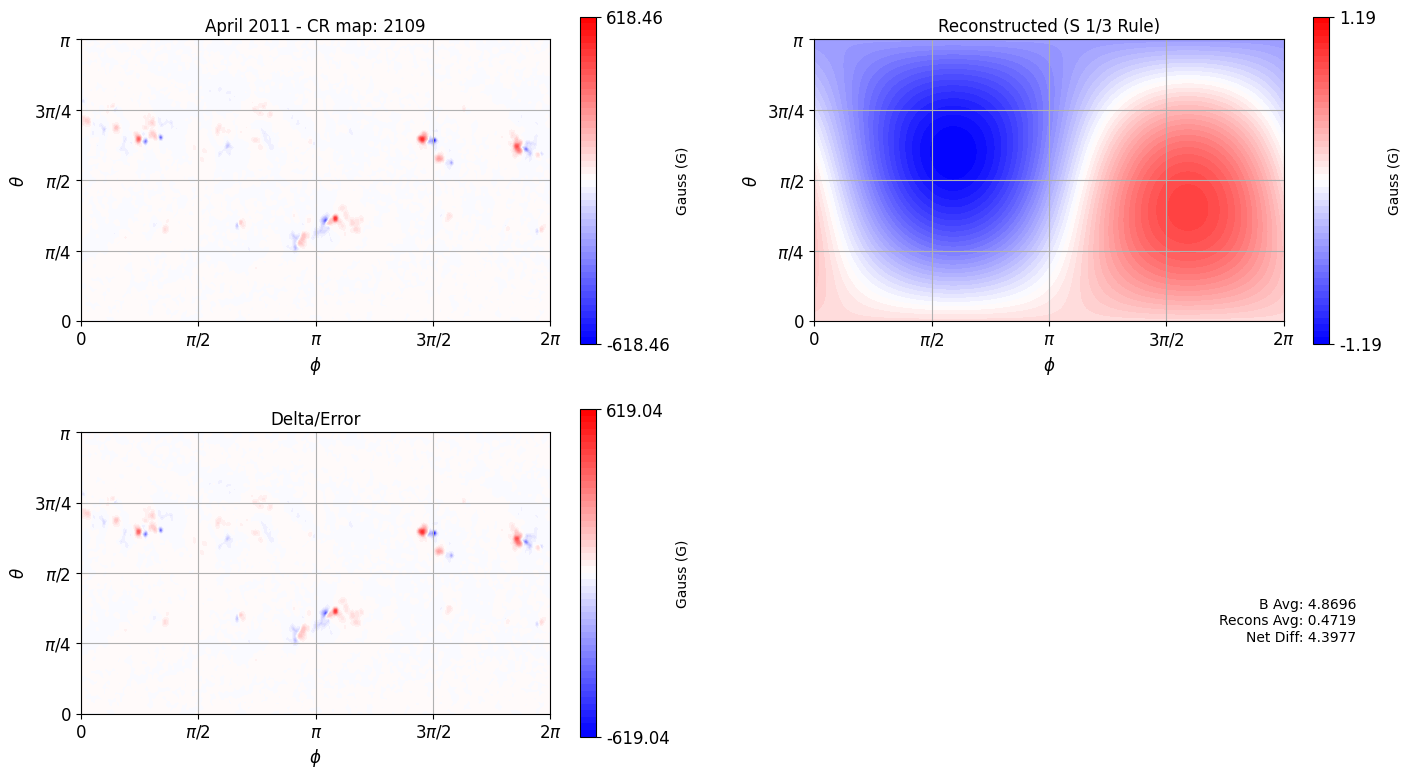 April 2011 - CR map: 2109
618.46
π
3π/4
π/2
π/4
0
θ
0
π/2
π
3π/2
2π
ϕ
-618.46
Gauss (G)
Reconstructed (S 1/3 Rule)
1.19
π
3π/4
π/2
π/4
0
θ
0
π/2
π
3π/2
2π
ϕ
-1.19
Gauss (G)
Delta/Error
619.04
π
3π/4
π/2
π/4
0
θ
0
π/2
π
3π/2
2π
ϕ
-619.04
Gauss (G)
B Avg: 4.8696
Recons Avg: 0.4719
Net Diff: 4.3977